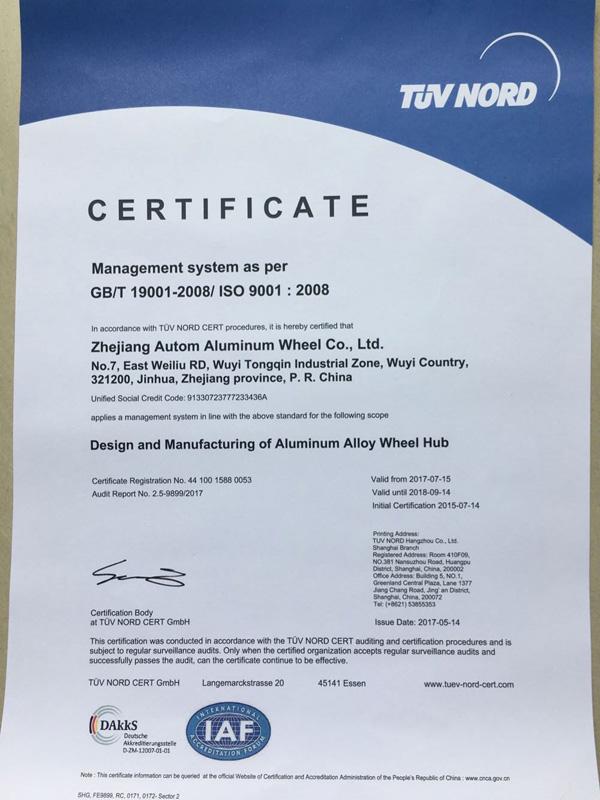 TÜV NORD
CERTIFICATE
Management system as per
GB/T 19001-2008/ ISO 9001 : 2008
In accordance with TÜV NORD CERT procedures, it is hereby certified that
Zhejiang Autom Aluminum Wheel Co., Ltd.
No.7, East Weiliu RD, Wuyi Tongqin Industrial Zone, Wuyi Country,
321200, Jinhua, Zhejiang province, P. R. China
Unified Social Credit Code: 91330723777233436A
applies a management system in line with the above standard for the following scope
Design and Manufacturing of Aluminum Alloy Wheel Hub
Certificate Registration No. 44 100 1588 0053
Audit Report No. 2.5-9899/2017
Valid from 2017-07-15
Valid until 2018-09-14
Initial Certification 2015-07-14
Printing Address:
TUV NORD Hangzhou Co., Ltd.
Shanghai Branch
Registered Address: Room 410F09,
NO.381 Nansuzhou Road, Huangpu
District, Shanghai, China, 200002
Office Address: Building 5, NO.1,
Greenland Central Plaza, Lane 1377
Jiang Chang Road, Jing' an District,
Shanghai, China, 200072
Tel: (+8621) 53855353
Certification Body
at TÜV NORD CERT GmbH
Issue Date: 2017-05-14
This certification was conducted in accordance with the TÜV NORD CERT auditing and certification procedures and is
subject to regular surveillance audits. Only when the certified organization accepts regular surveillance audits and
successfully passes the audit, can the certificate continue to be effective.
TÜV NORD CERT GmbH Langemarckstrasse 20 45141 Essen www.tuev-nord-cert.com
DAkkS
Deutsche
Akkreditierungsstelle
D-ZM-12007-01-01
INTERNATIONAL
IAF
ACCREDITATION FORUM
Note : This certificate information can be queried at the official Website of Certification and Accreditation Administration of the People's Republic of China : www.cnca.gov.cn
SHG, FE9899, RC, 0171, 0172- Sector 2